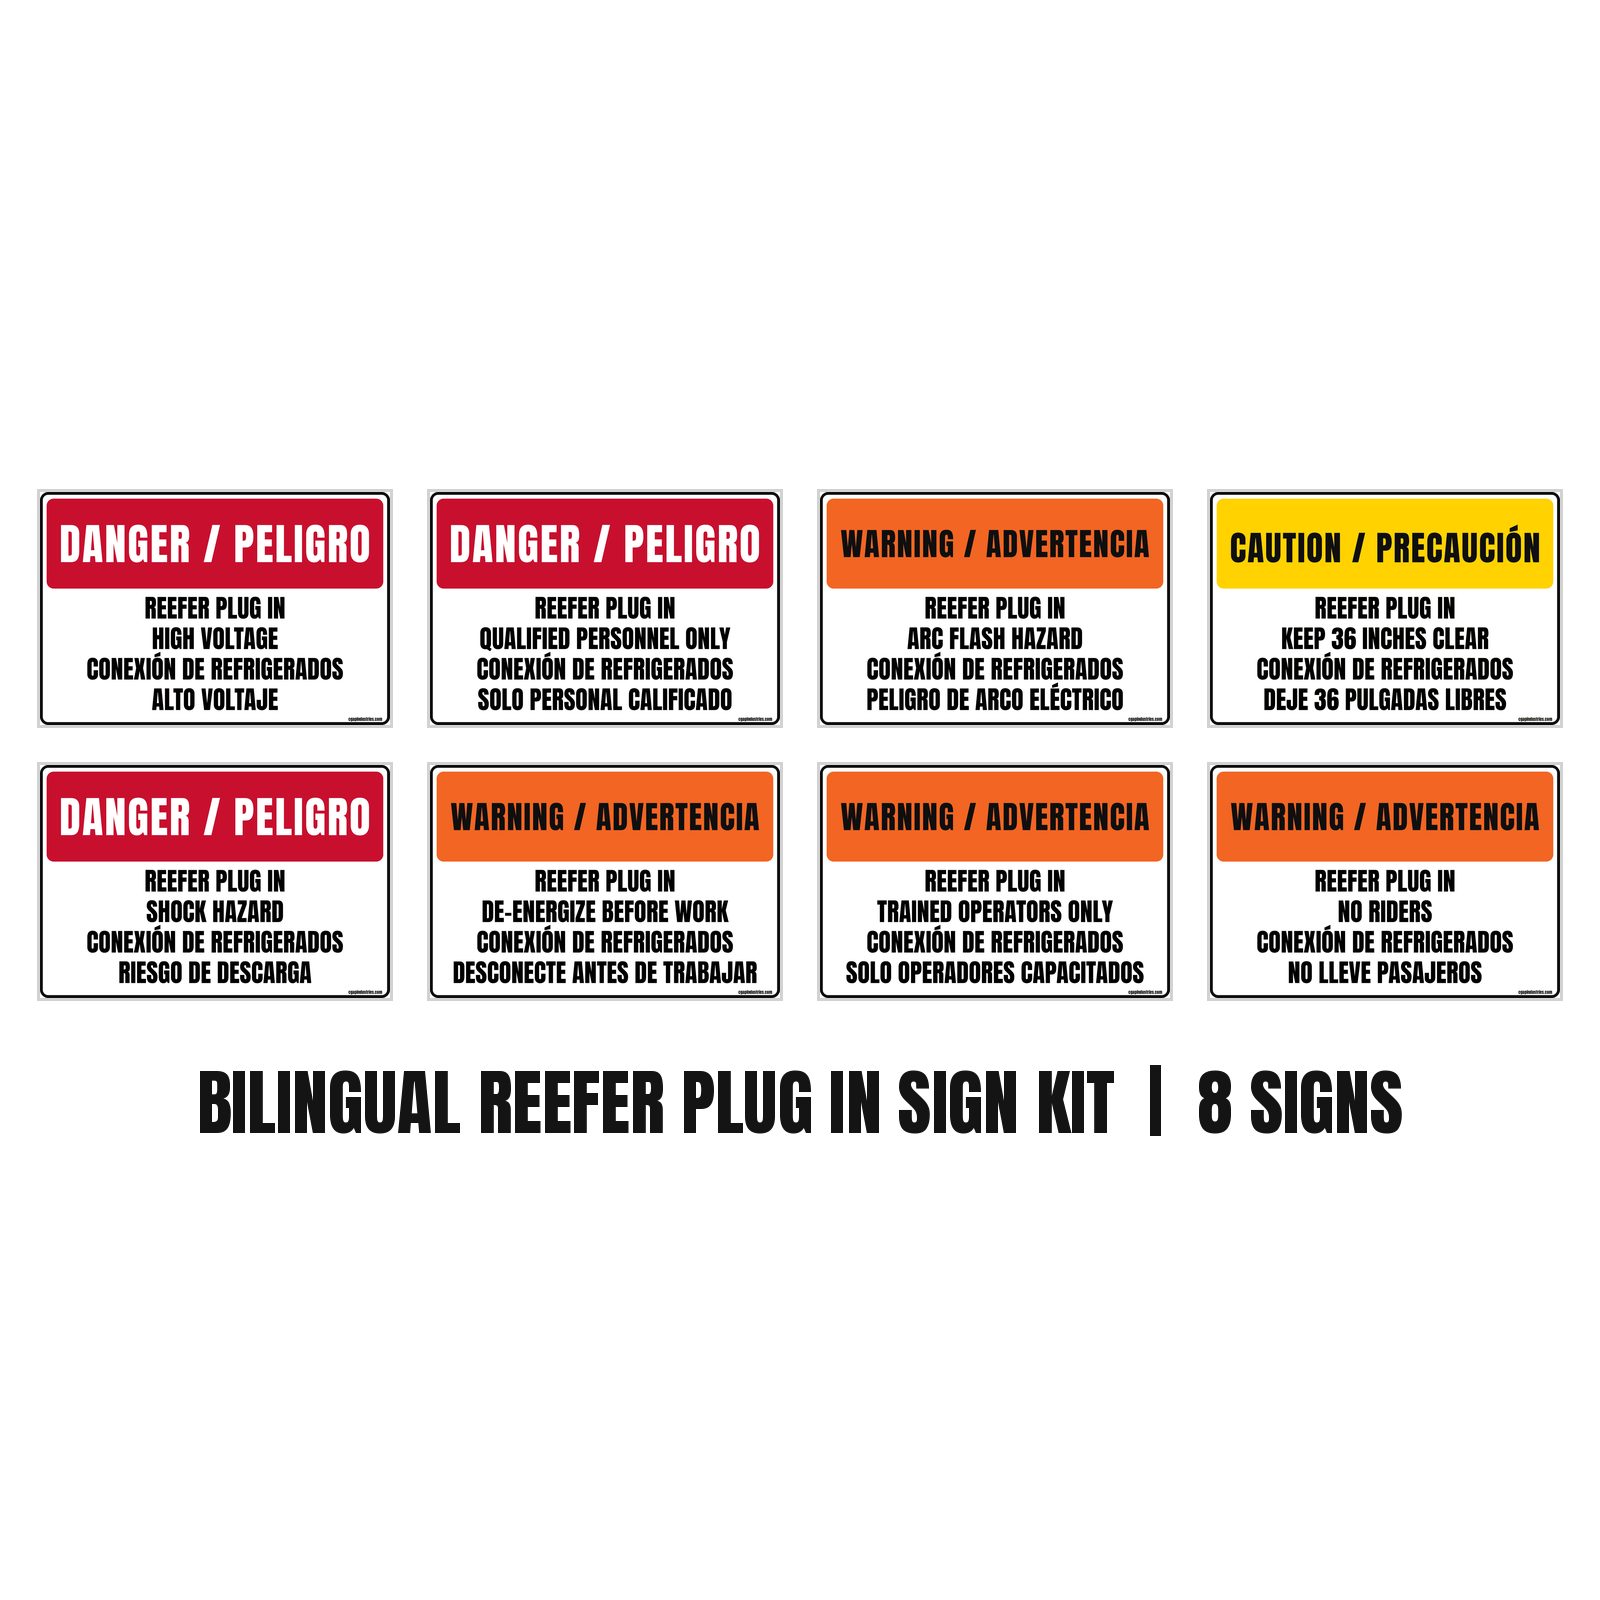 DANGER / PELIGRO
REEFER PLUG IN
HIGH VOLTAGE
CONEXIÓN DE REFRIGERADOS
ALTO VOLTAJE
DANGER / PELIGRO
REEFER PLUG IN
QUALIFIED PERSONNEL ONLY
CONEXIÓN DE REFRIGERADOS
SOLO PERSONAL CALIFICADO
WARNING / ADVERTENCIA
REEFER PLUG IN
ARC FLASH HAZARD
CONEXIÓN DE REFRIGERADOS
PELIGRO DE ARCO ELÉCTRICO
CAUTION / PRECAUCIÓN
REEFER PLUG IN
KEEP 36 INCHES CLEAR
CONEXIÓN DE REFRIGERADOS
DEJE 36 PULGADAS LIBRES
DANGER / PELIGRO
REEFER PLUG IN
SHOCK HAZARD
CONEXIÓN DE REFRIGERADOS
RIESGO DE DESCARGA
WARNING / ADVERTENCIA
REEFER PLUG IN
DE-ENERGIZE BEFORE WORK
CONEXIÓN DE REFRIGERADOS
DESCONECTE ANTES DE TRABAJAR
WARNING / ADVERTENCIA
REEFER PLUG IN
TRAINED OPERATORS ONLY
CONEXIÓN DE REFRIGERADOS
SOLO OPERADORES CAPACITADOS
WARNING / ADVERTENCIA
REEFER PLUG IN
NO RIDERS
CONEXIÓN DE REFRIGERADOS
NO LLEVE PASAJEROS
BILINGUAL REEFER PLUG IN SIGN KIT | 8 SIGNS